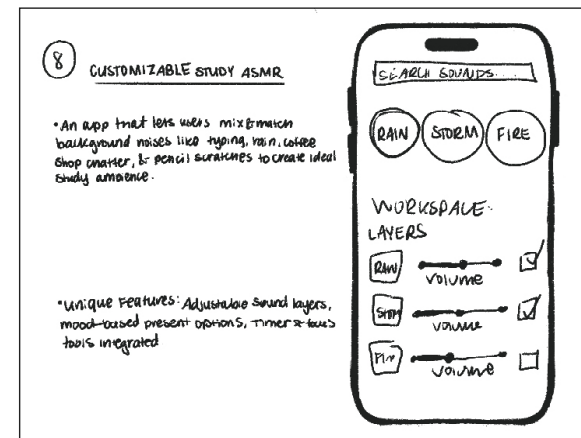 8
CUSTOMIZABLE STUDY ASMR
•An app that lets users mix & match
background noises like typing, rain, coffee
shop chatter, & pencil scratches to create ideal
study ambience.
•Unique Features: Adjustable sound layers,
mood-based present options, Timer & focus
tools integrated
SEARCH SOUNDS...
RAIN STORM FIRE
WORKSPACE
LAYERS
RAIN
VOLUME
STORM
VOLUME
FIRE
VOLUME